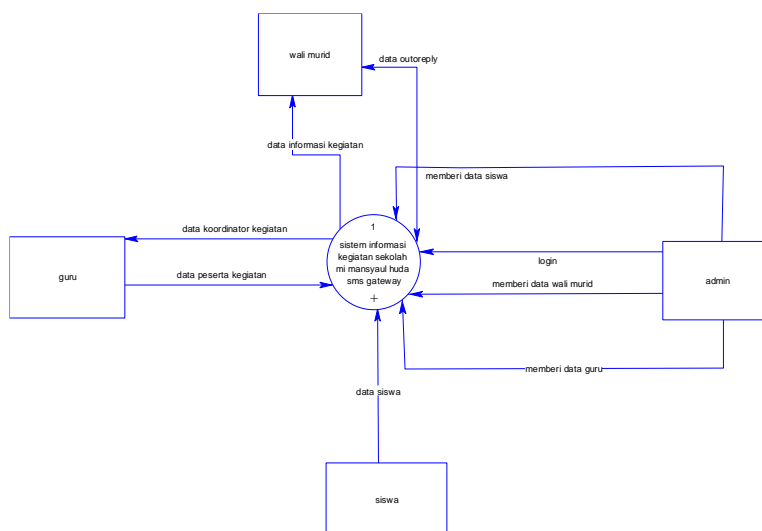 wali murid
data outoreply
data informasi kegiatan
memberi data siswa
data koordinator kegiatan
1
sistem informasi
kegiatan sekolah
mi mansyaul huda
sms gateway
+
login
guru
data peserta kegiatan
memberi data wali murid
admin
memberi data guru
data siswa
siswa